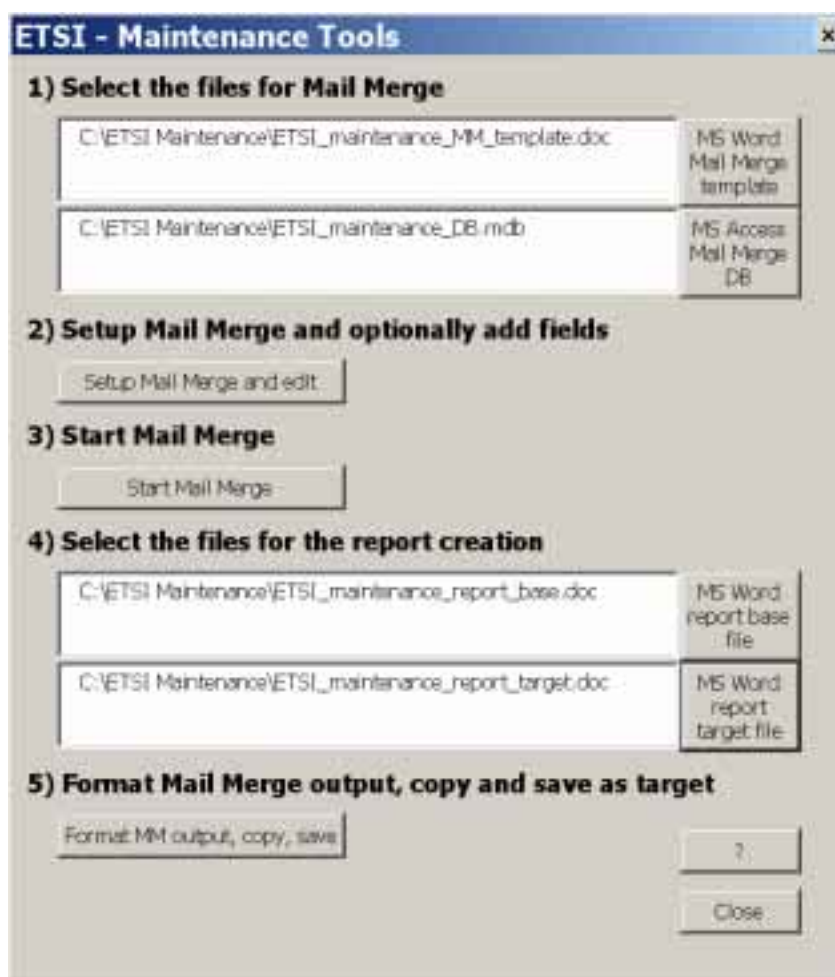 ETSI - Maintenance Tools
1) Select the files for Mail Merge
C:\ETSI Maintenance\ETSI_maintenance_MM_template.doc
MS Word
Mail Merge
template
C:\ETSI Maintenance\ETSI_maintenance_DB.mdb
MS Access
Mail Merge
DB
2) Setup Mail Merge and optionally add fields
Setup Mail Merge and edit
3) Start Mail Merge
Start Mail Merge
4) Select the files for the report creation
C:\ETSI Maintenance\ETSI_maintenance_report_base.doc
MS Word
report base
file
C:\ETSI Maintenance\ETSI_maintenance_report_target.doc
MS Word
report
target file
5) Format Mail Merge output, copy and save as target
Format MM output, copy, save
?
Close